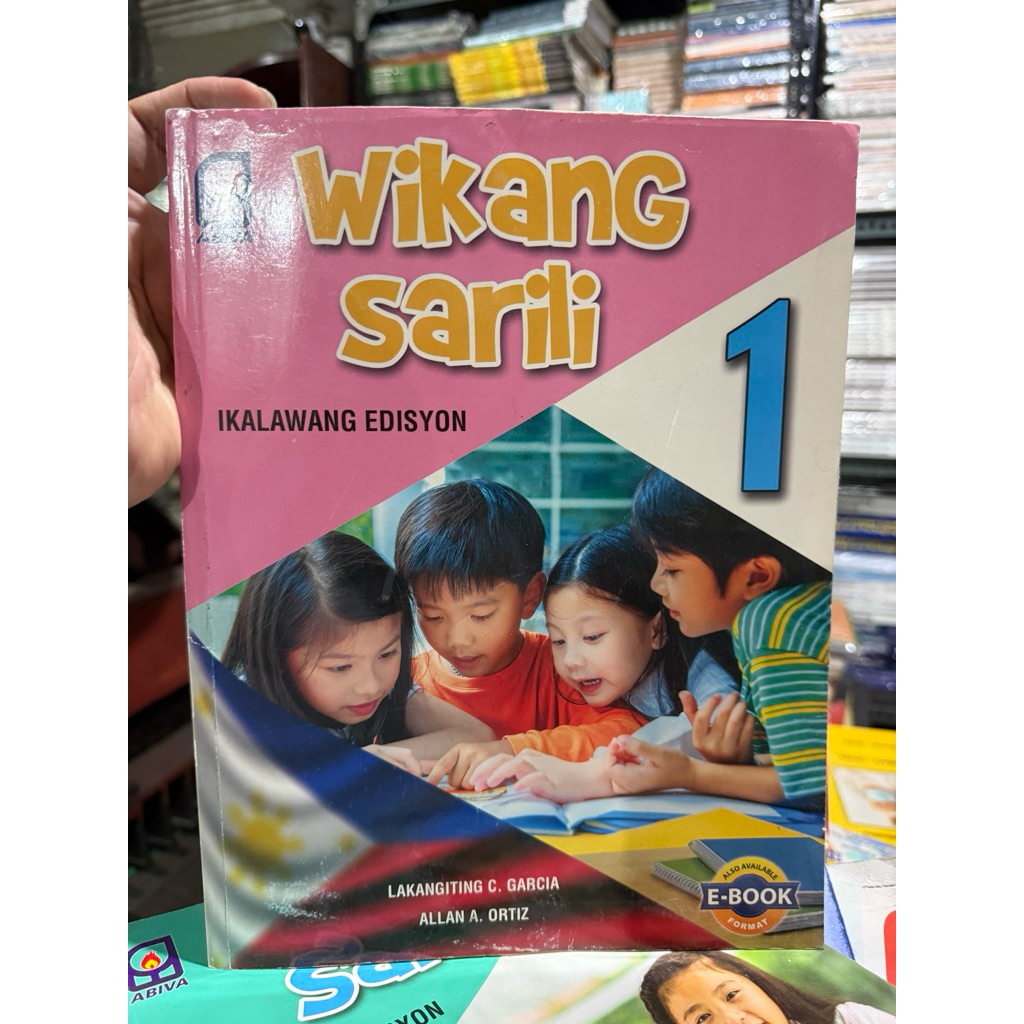 Wikang
Sarili
1
IKALAWANG EDISYON
LAKANGITING C. GARCIA
ALLAN A. ORTIZ
ALSO AVAILABLE
E-BOOK
FORMAT
ABIVA